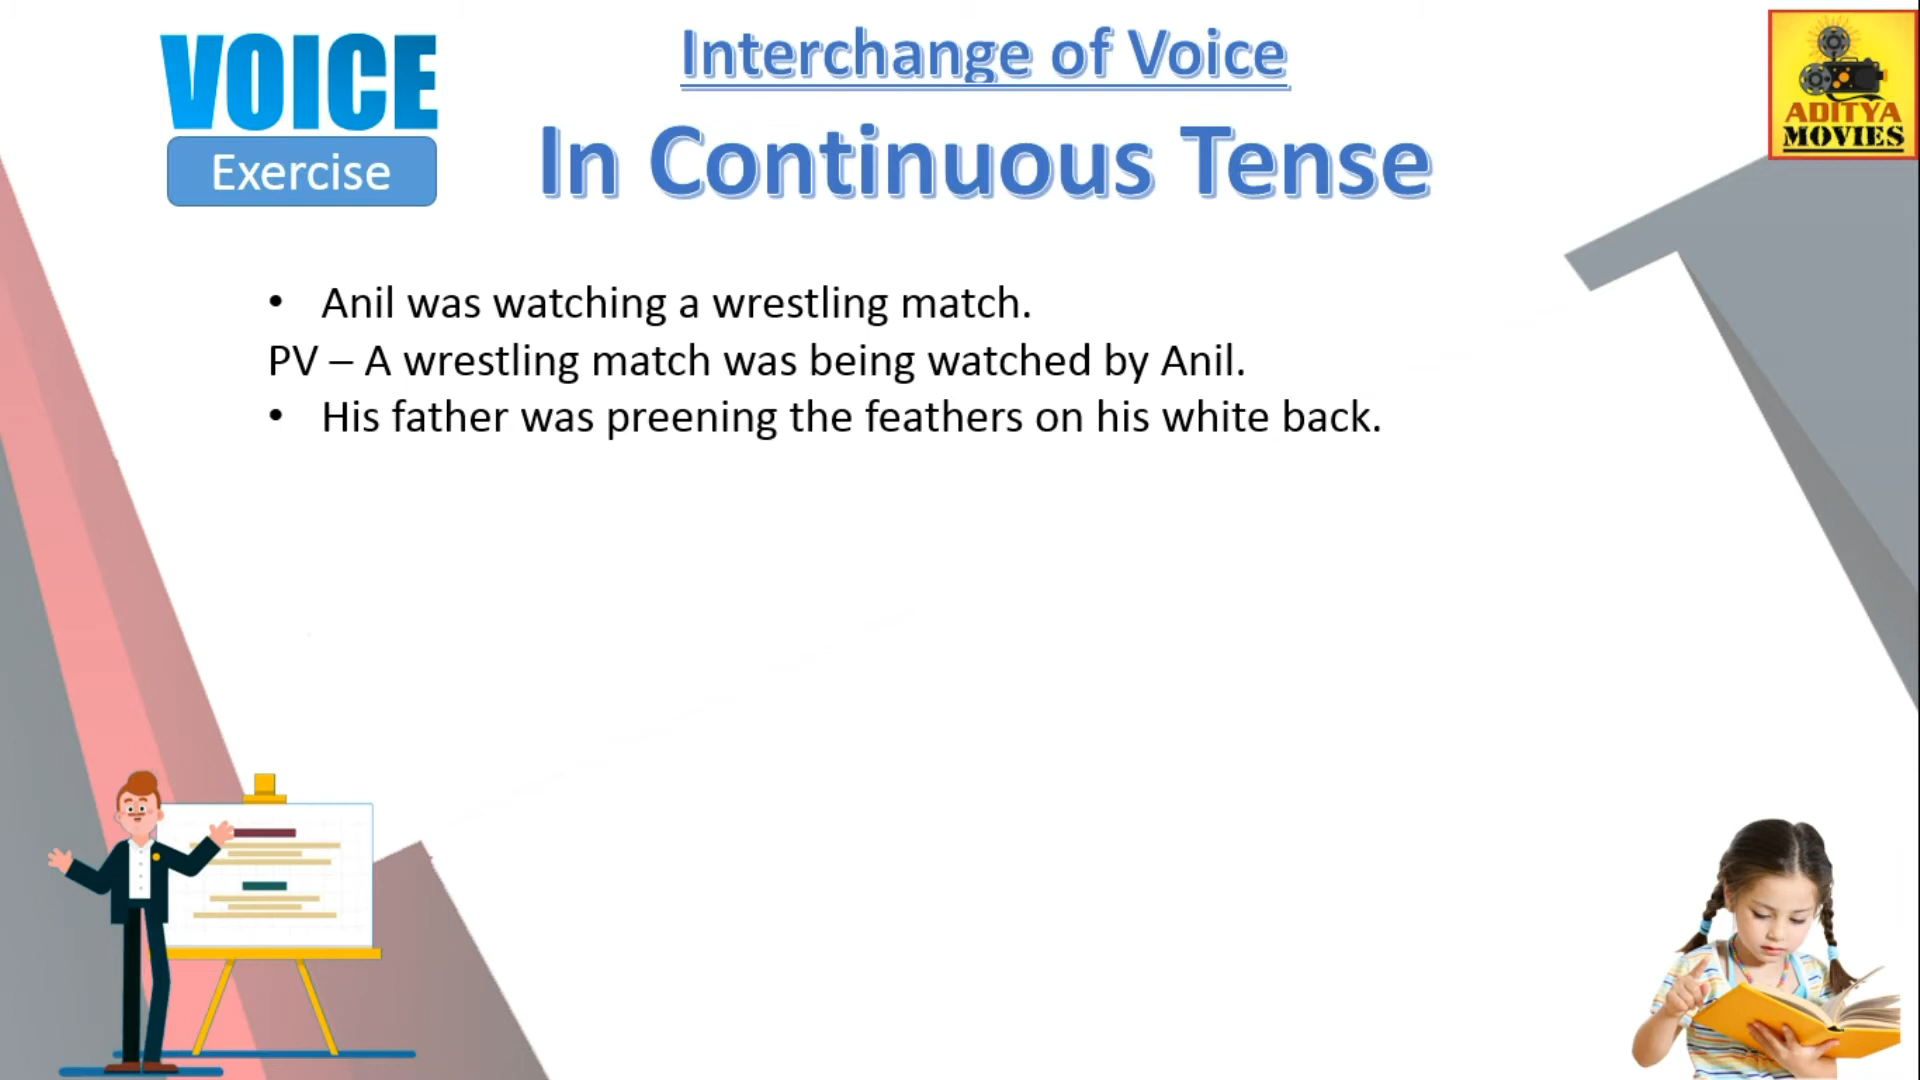 VOICE
Exercise
Interchange of Voice
In Continuous Tense
ADITYA
MOVIES
• Anil was watching a wrestling match.
PV – A wrestling match was being watched by Anil.
• His father was preening the feathers on his white back.